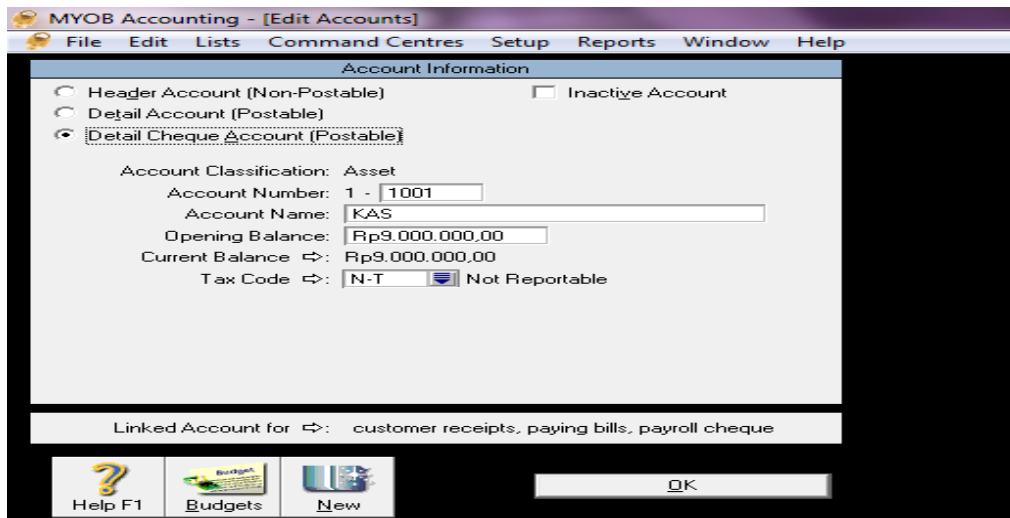 MYOB Accounting - [Edit Accounts]
File Edit Lists Command Centres Setup Reports Window Help
Account Information
Header Account (Non-Postable) Inactive Account
Detail Account (Postable)
Detail Cheque Account (Postable)
Account Classification: Asset
Account Number: 1 - 1001
Account Name: KAS
Opening Balance: Rp9.000.000,00
Current Balance ⇨: Rp9.000.000,00
Tax Code ⇨: N-T Not Reportable
Linked Account for ⇨: customer receipts, paying bills, payroll cheque
Budget
Help F1 Budgets New OK